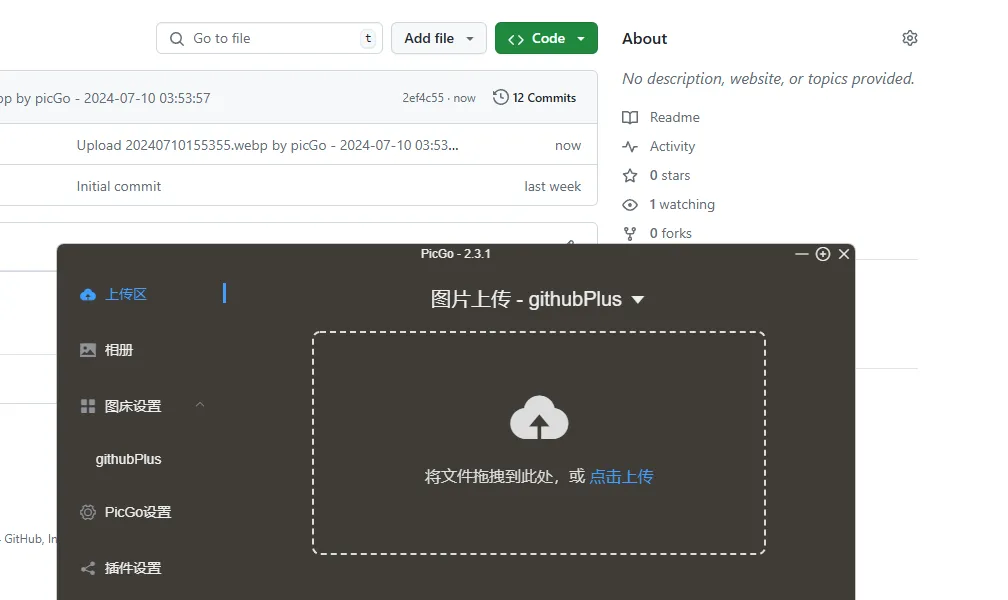 Go to file
t
Add file
Code
About
by picGo - 2024-07-10 03:53:57
2ef4c55 · now
12 Commits
No description, website, or topics provided.
Readme
Upload 20240710155355.webp by picGo - 2024-07-10 03:53...
now
Activity
Initial commit
last week
0 stars
1 watching
0 forks
PicGo - 2.3.1
上传区
图片上传 - githubPlus
相册
图床设置
githubPlus
将文件拖拽到此处，或 点击上传
PicGo设置
GitHub, In
插件设置